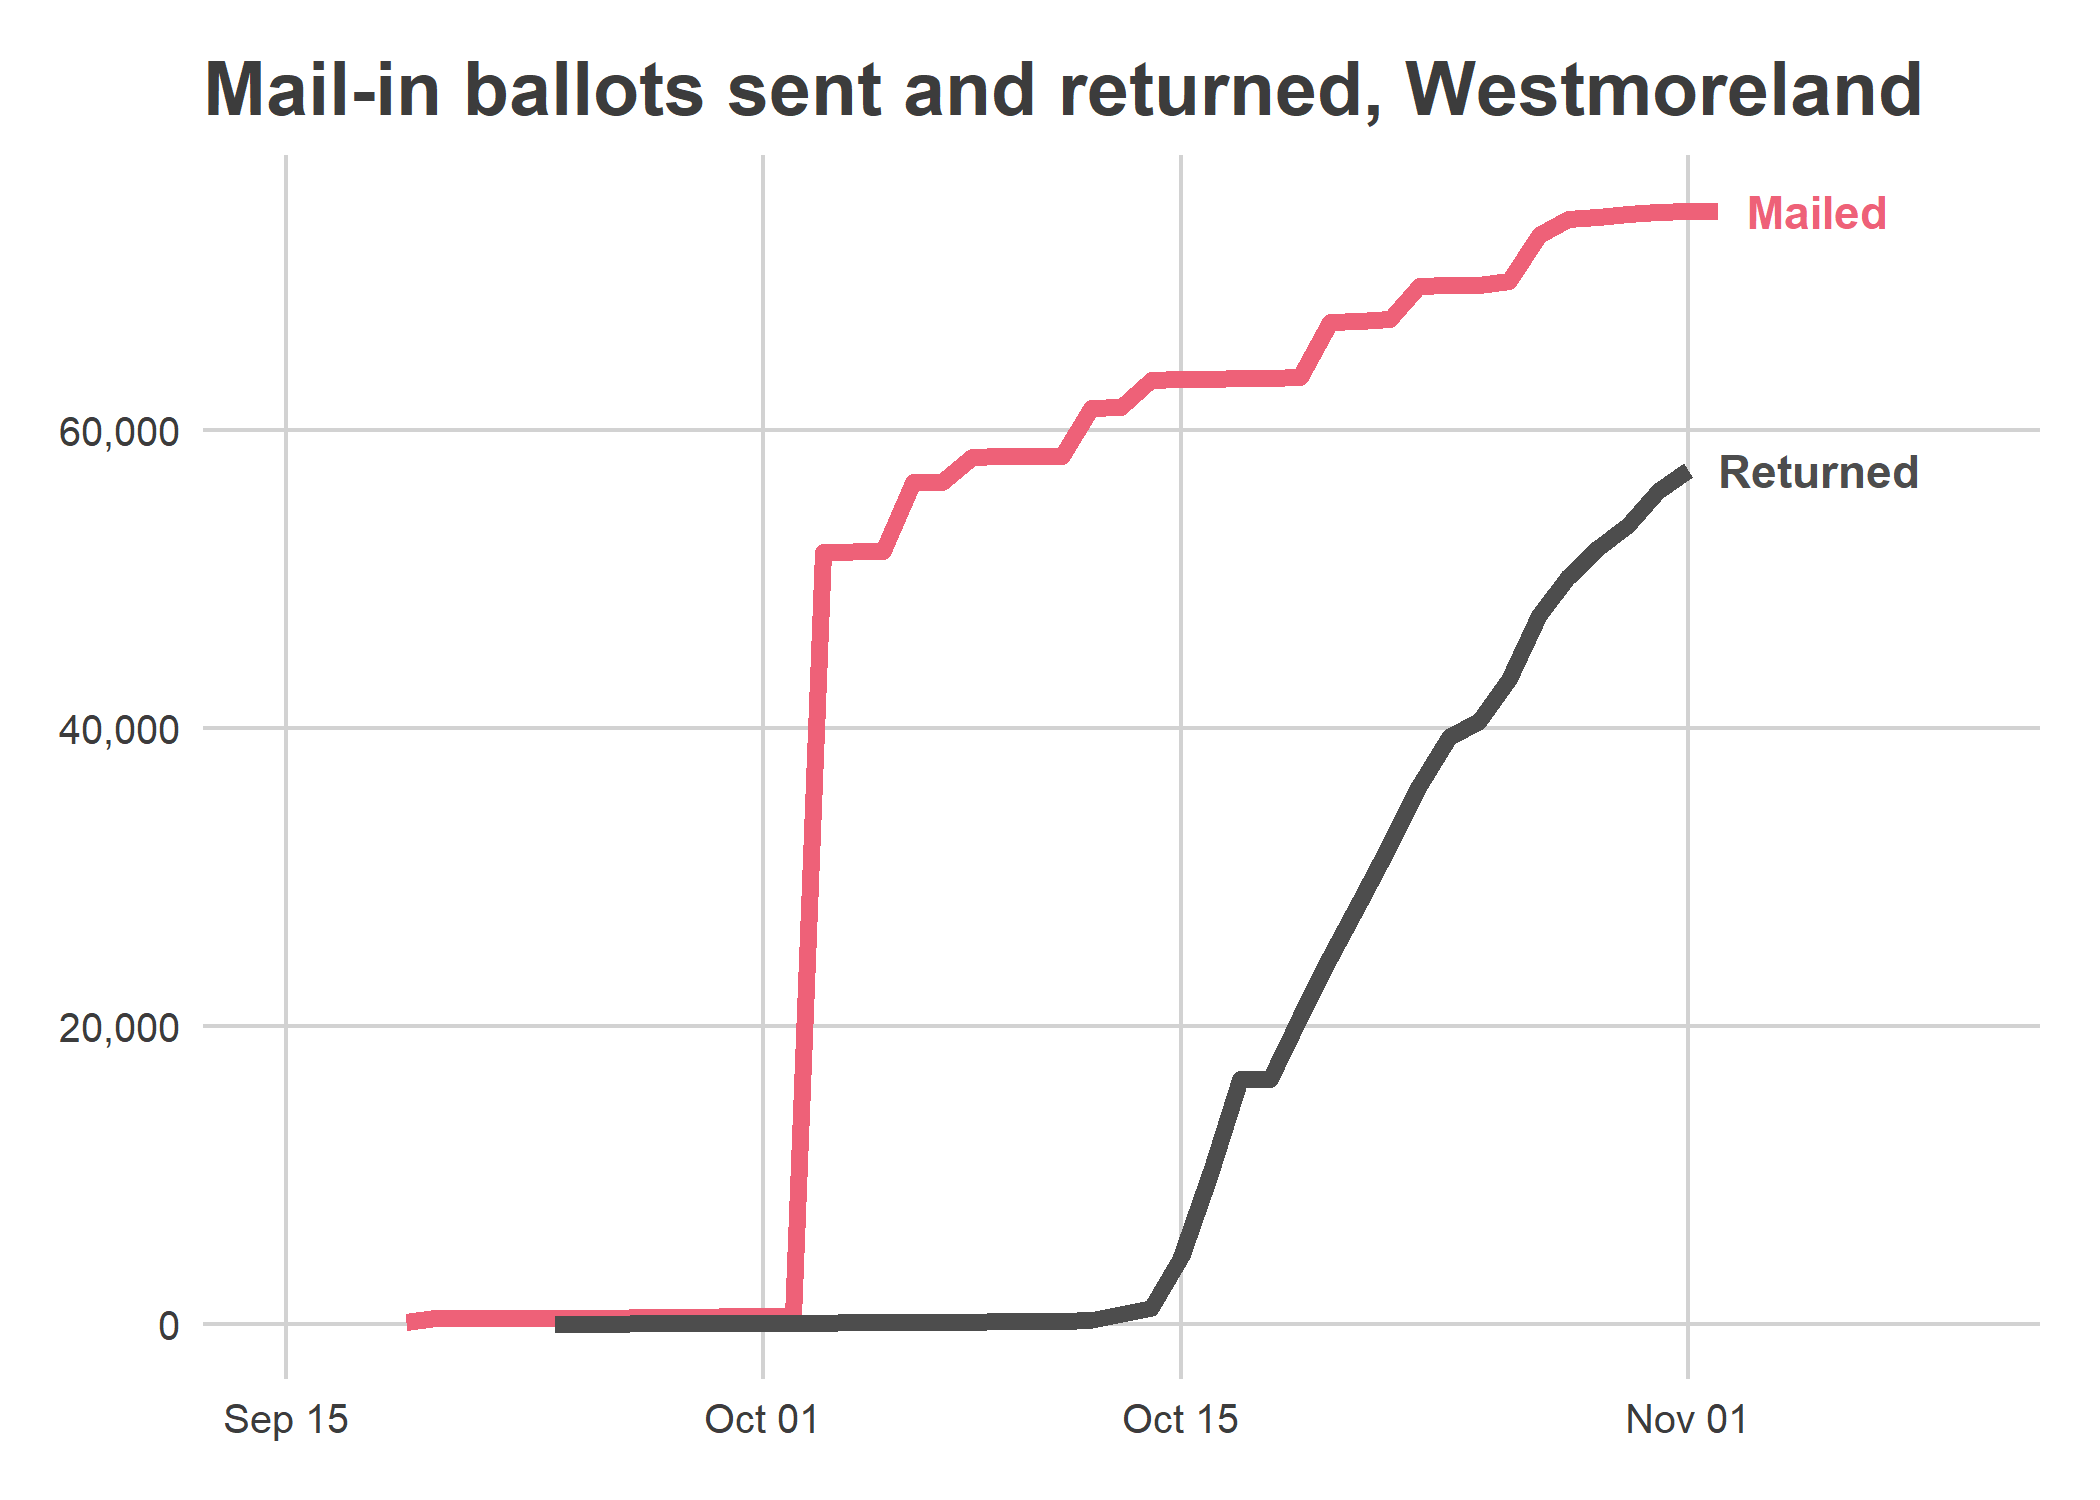 Mail-in ballots sent and returned, Westmoreland
Mailed
60,000
Returned
40,000
20,000
0
Sep 15
Oct 01
Oct 15
Nov 01